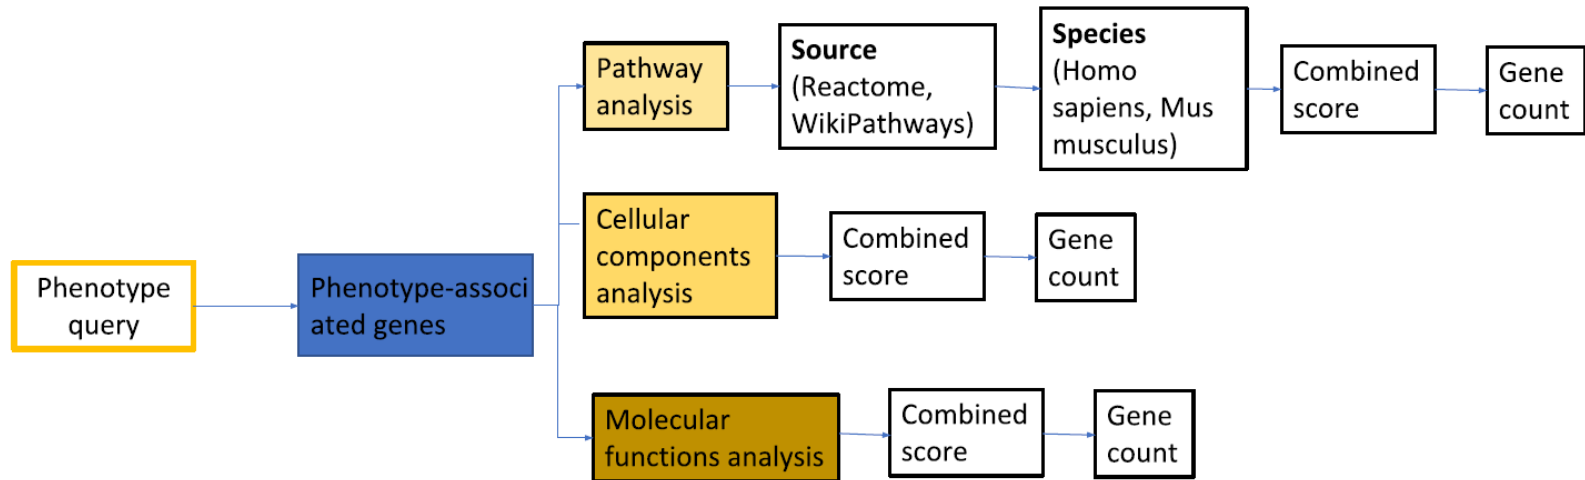 Phenotype
query
Phenotype-associ
ated genes
Pathway
analysis
Source
(Reactome,
WikiPathways)
Species
(Homo
sapiens, Mus
musculus)
Combined
score
Gene
count
Cellular
components
analysis
Combined
score
Gene
count
Molecular
functions analysis
Combined
score
Gene
count